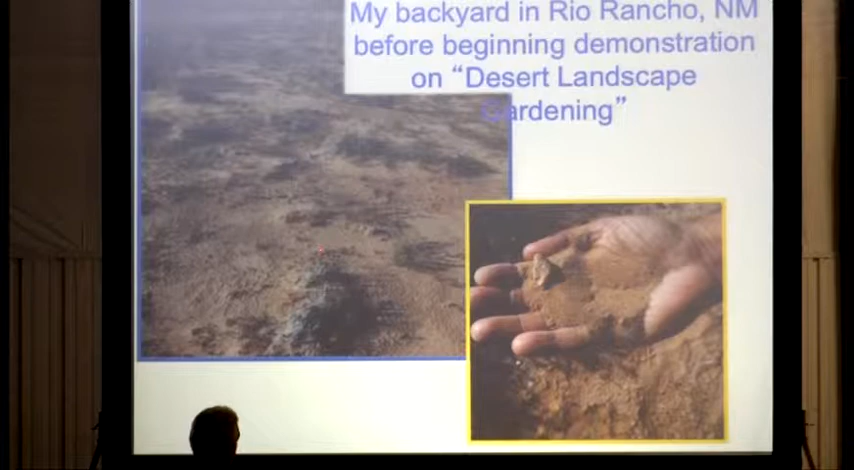 My backyard in Rio Rancho, NM
before beginning demonstration
on “Desert Landscape
Gardening”